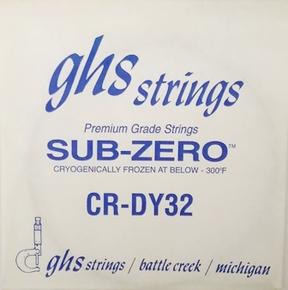 ghs strings
Premium Grade Strings
SUB-ZERO™
CRYOGENICALLY FROZEN AT BELOW - 300°F
CR-DY32
ghs strings / battle creek / michigan